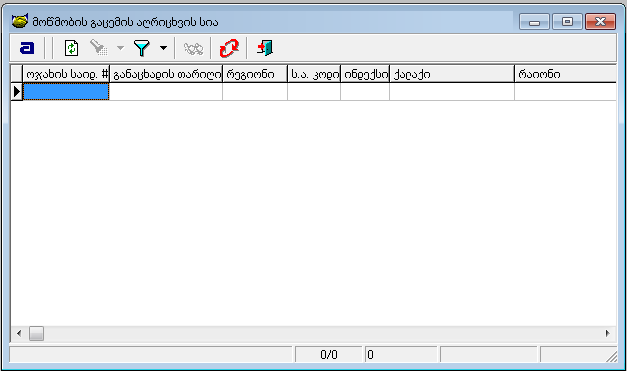 მოწმობის გაცემის აღრიცხვის სია
a
ოჯახის საიდ. # განაცხადის თარიღი რეგიონი ს.ა. კოდი ინდექსი ქალაქი რაიონი
0/0 0